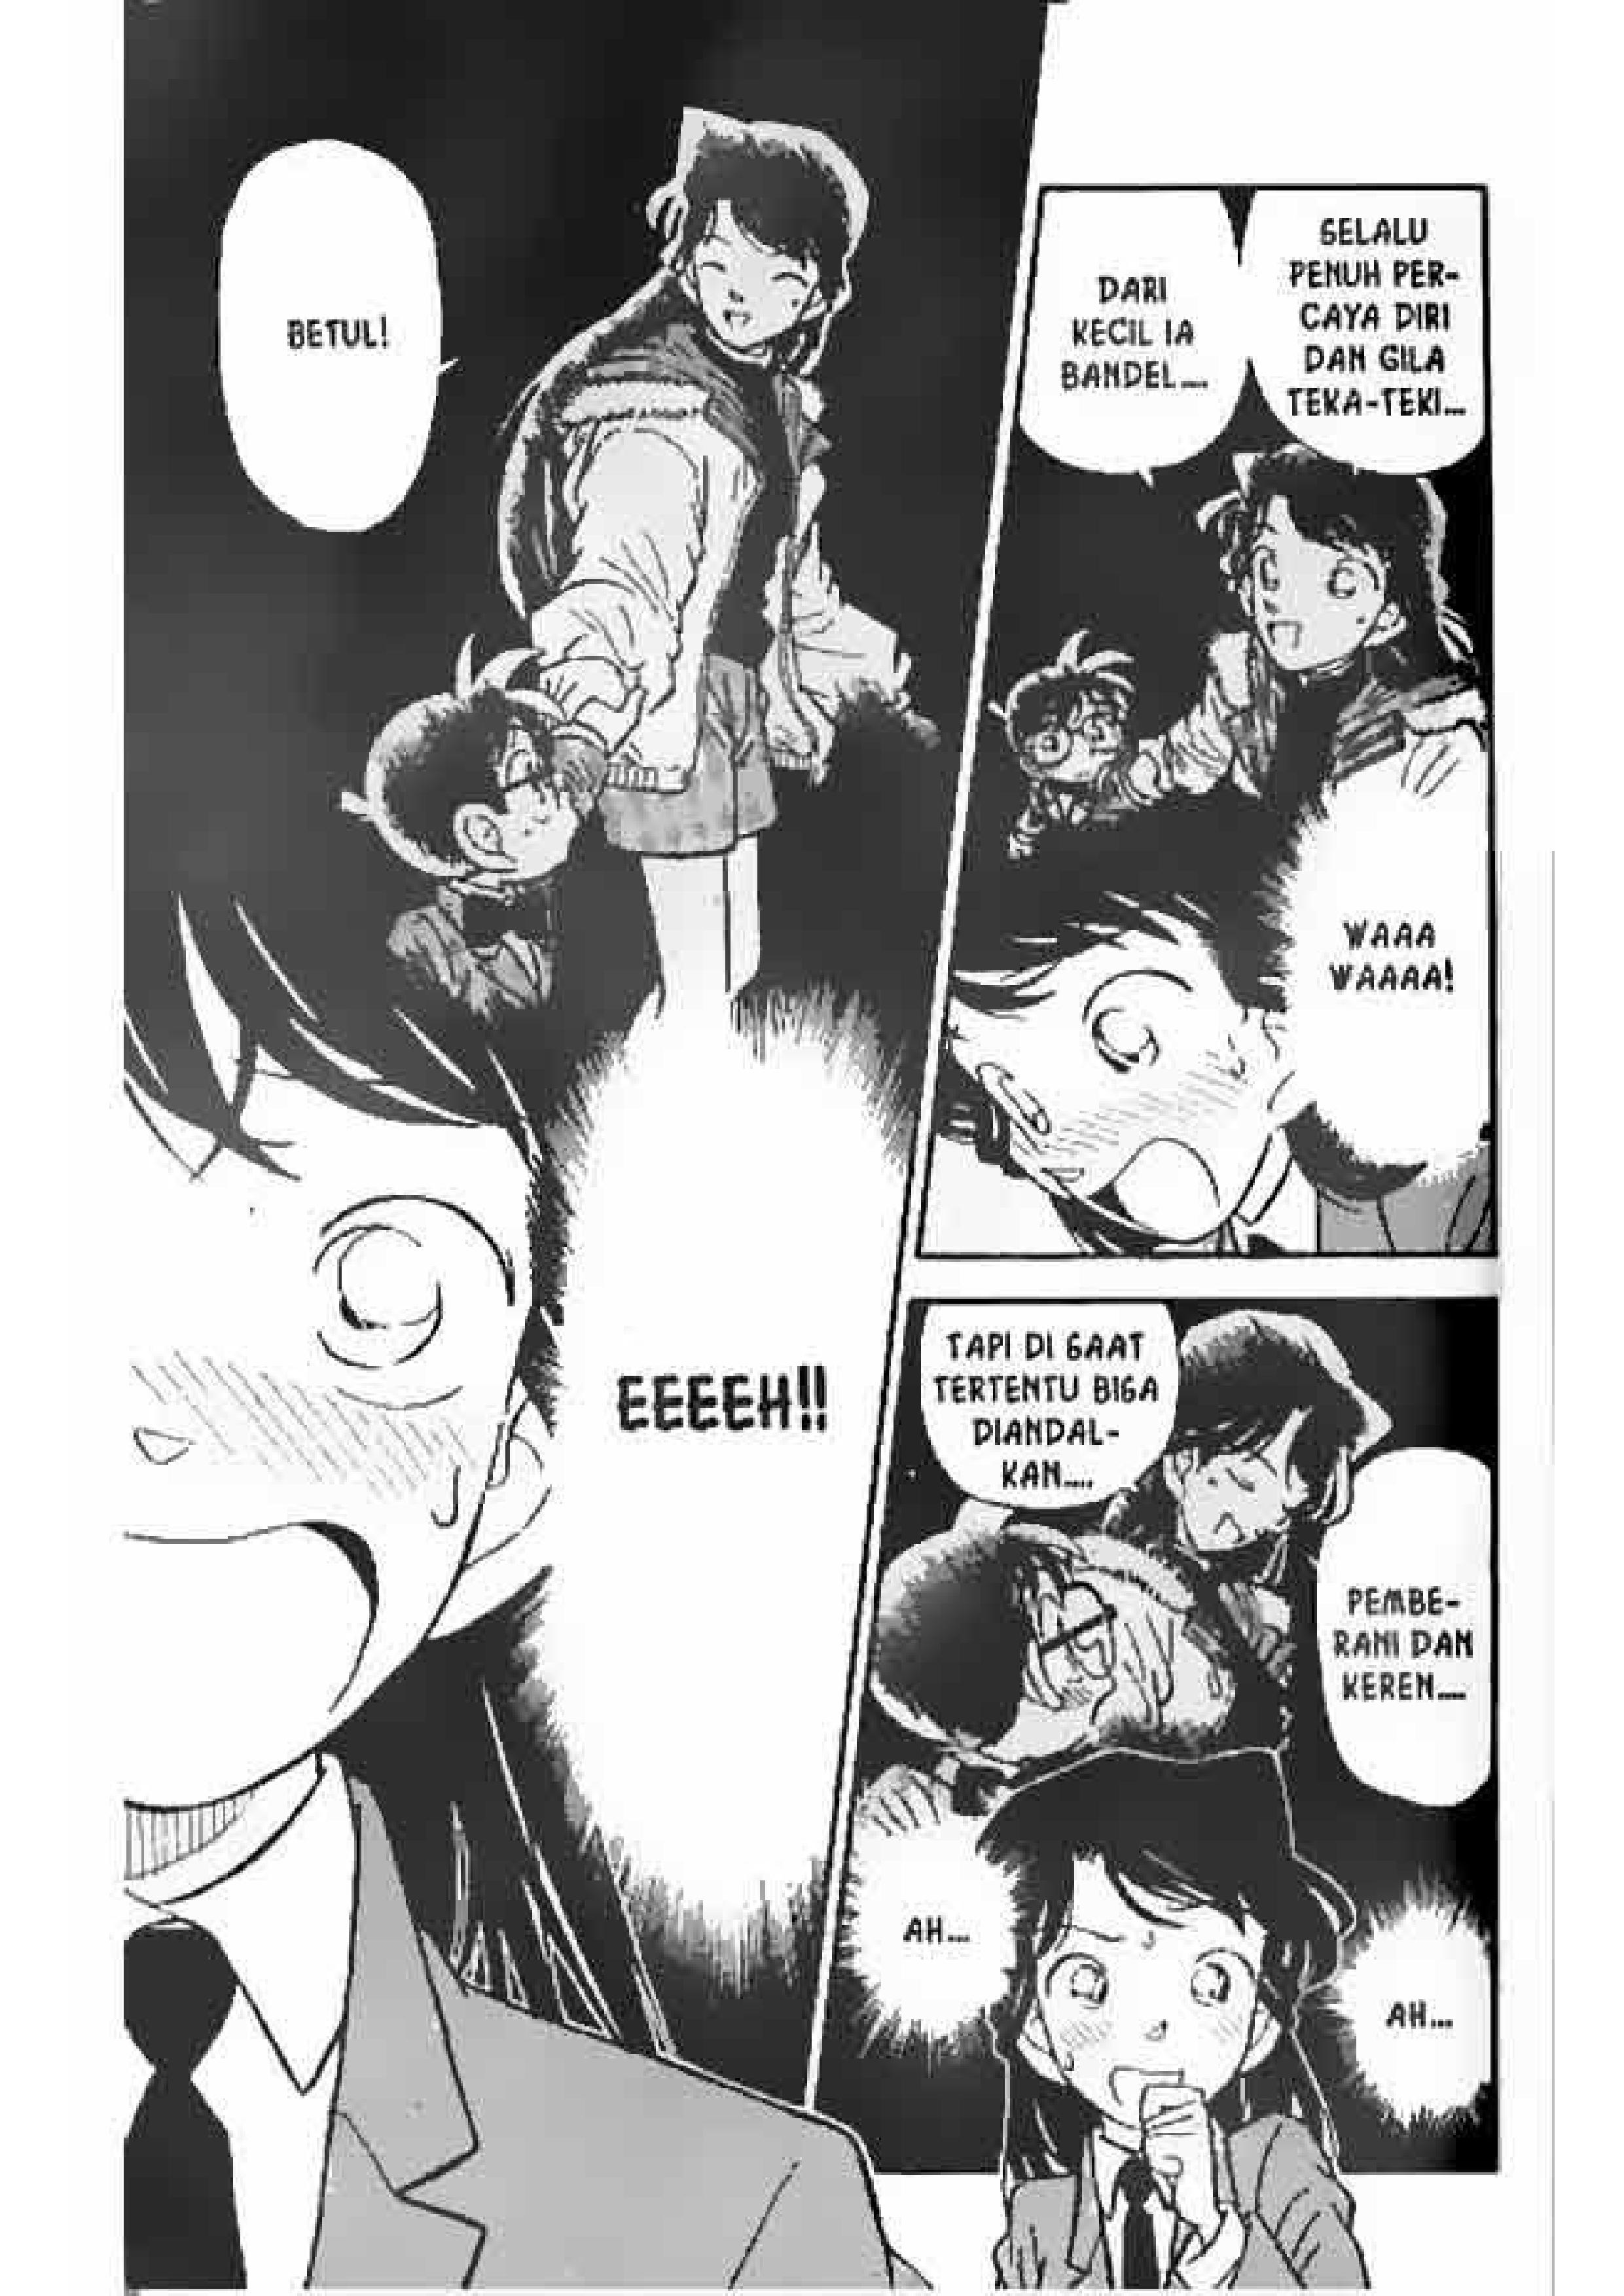 SELALU
PENUH PER-
CAYA DIRI
DAN GILA
TEKA-TEKI...
DARI
KECIL IA
BANDEL....
WAAA
WAAAA!
TAPI DI SAAT
TERTENTU BISA
DIANDAL-
KAN....
PEMBE-
RANI DAN
KEREN....
AH...
AH...
BETUL!
EEEEH!!